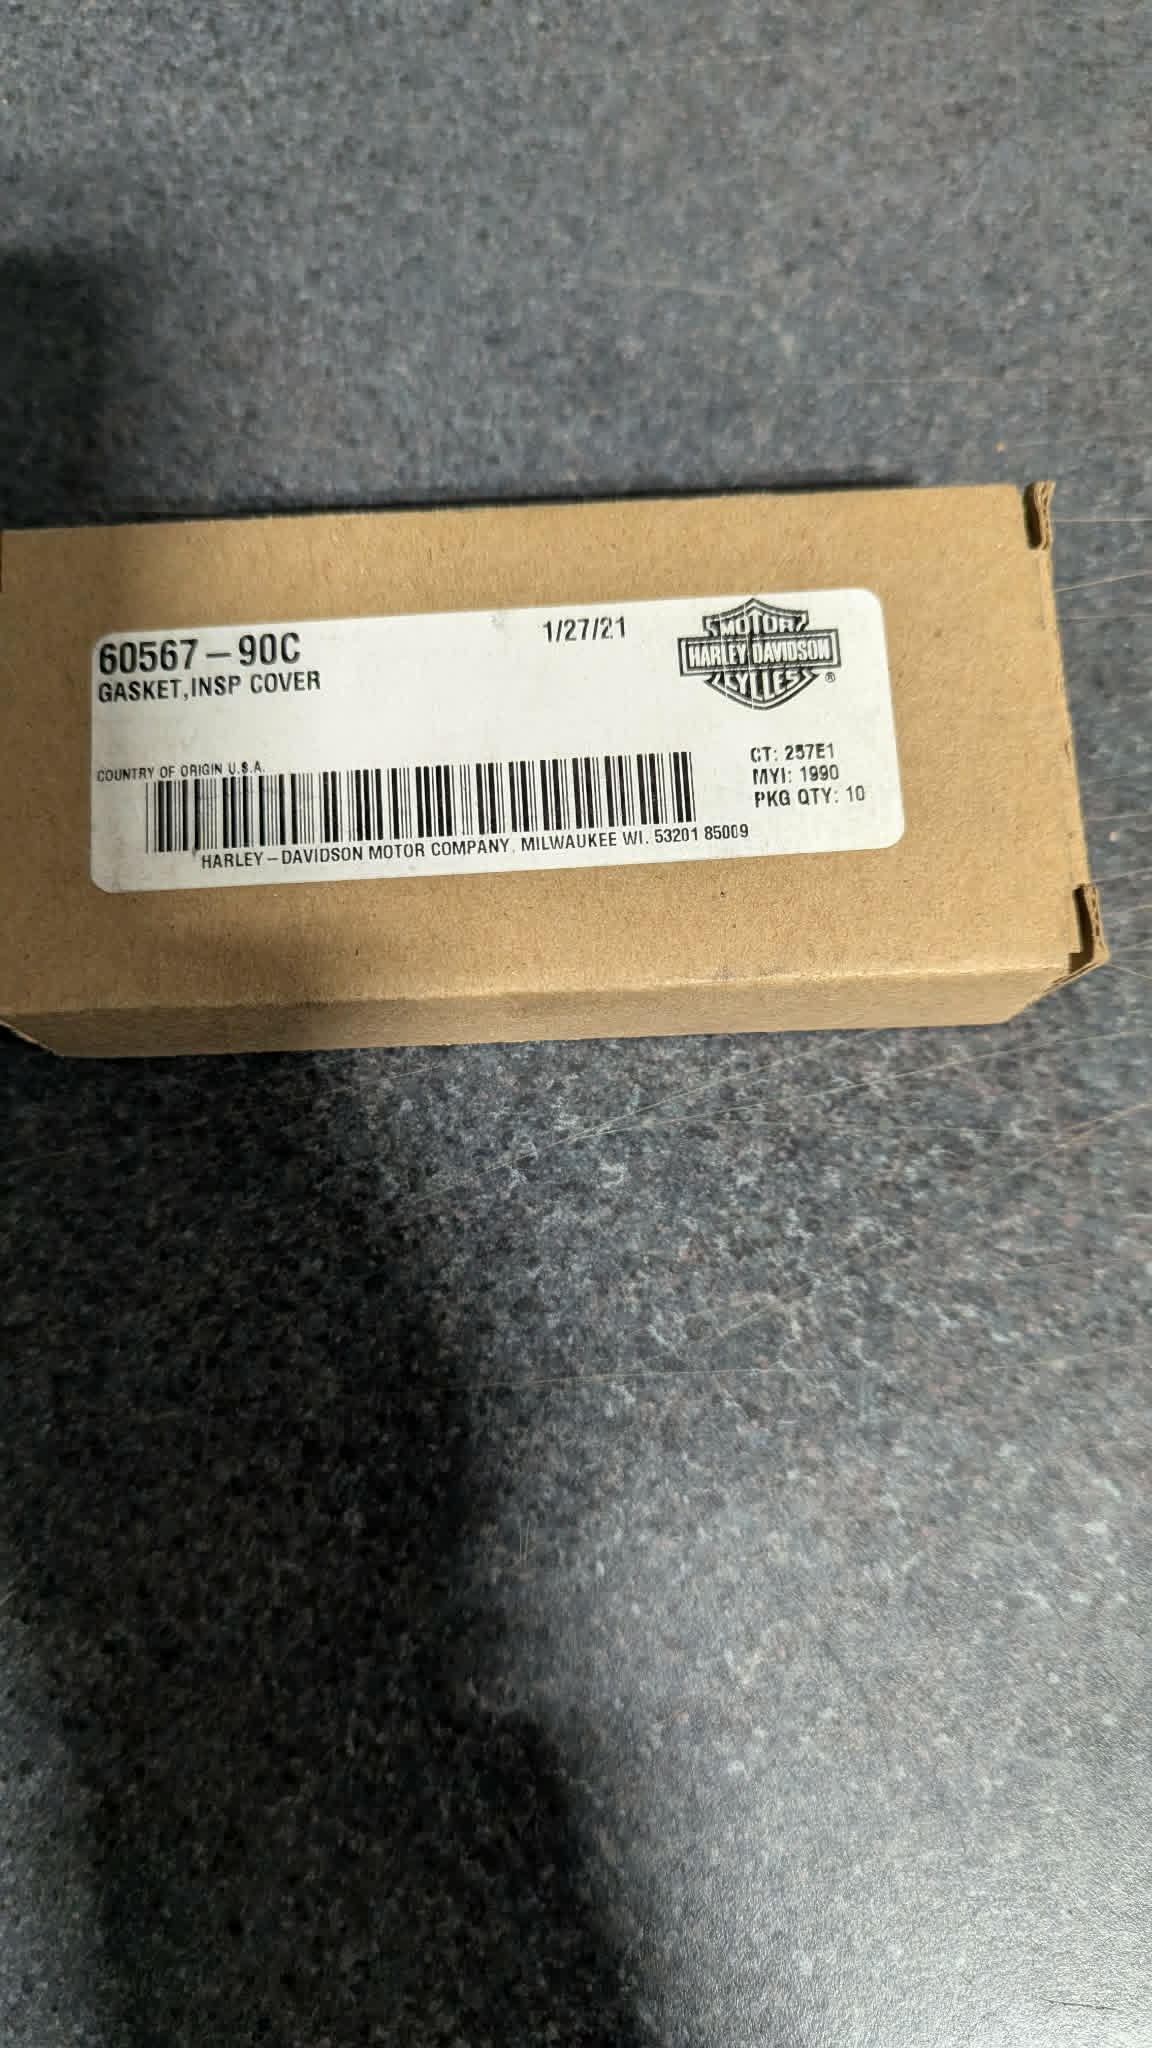 60567-90C
GASKET,INSP COVER
1/27/21
MOTOR
HARLEY-DAVIDSON
CYCLES
®
COUNTRY OF ORIGIN U.S.A.
CT: 257E1
MYI: 1990
PKG QTY: 10
HARLEY-DAVIDSON MOTOR COMPANY, MILWAUKEE WI. 53201 85009